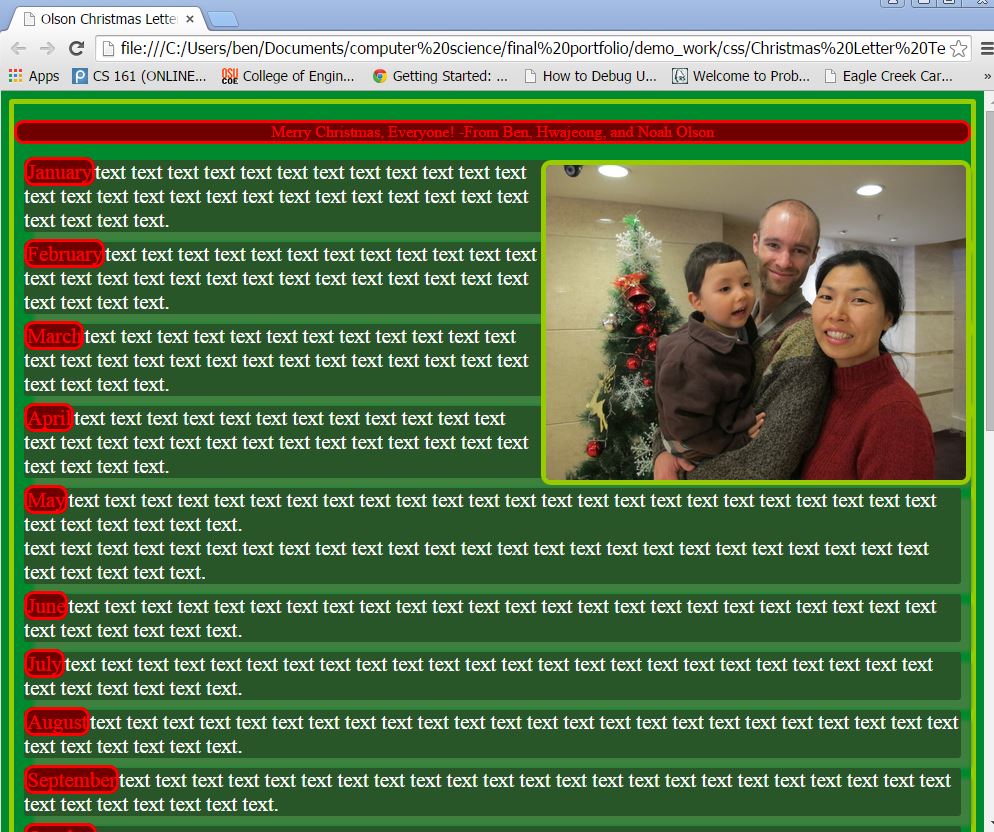 Olson Christmas Lette
file:///C:/Users/ben/Documents/computer%20science/final%20portfolio/demo_work/css/Christmas%20Letter%20Te
Apps CS 161 (ONLINE... OSU COE College of Engin... Getting Started: ... How to Debug U... Welcome to Prob... Eagle Creek Car... »
Merry Christmas, Everyone! -From Ben, Hwajeong, and Noah Olson
January text text text text text text text text text text text text
text text text text text text text text text text text text text text
text text text text.
February text text text text text text text text text text text text
text text text text text text text text text text text text text text
text text text text.
March text text text text text text text text text text text text
text text text text text text text text text text text text text text
text text text text.
April text text text text text text text text text text text text
text text text text text text text text text text text text text text
text text text text.
May text text text text text text text text text text text text text text text text text text text text text text text text
text text text text text text.
text text text text text text text text text text text text text text text text text text text text text text text text text
text text text text text.
June text text text text text text text text text text text text text text text text text text text text text text text text
text text text text text text.
July text text text text text text text text text text text text text text text text text text text text text text text text
text text text text text text.
August text text text text text text text text text text text text text text text text text text text text text text text text
text text text text text text.
September text text text text text text text text text text text text text text text text text text text text text text text
text text text text text text text.